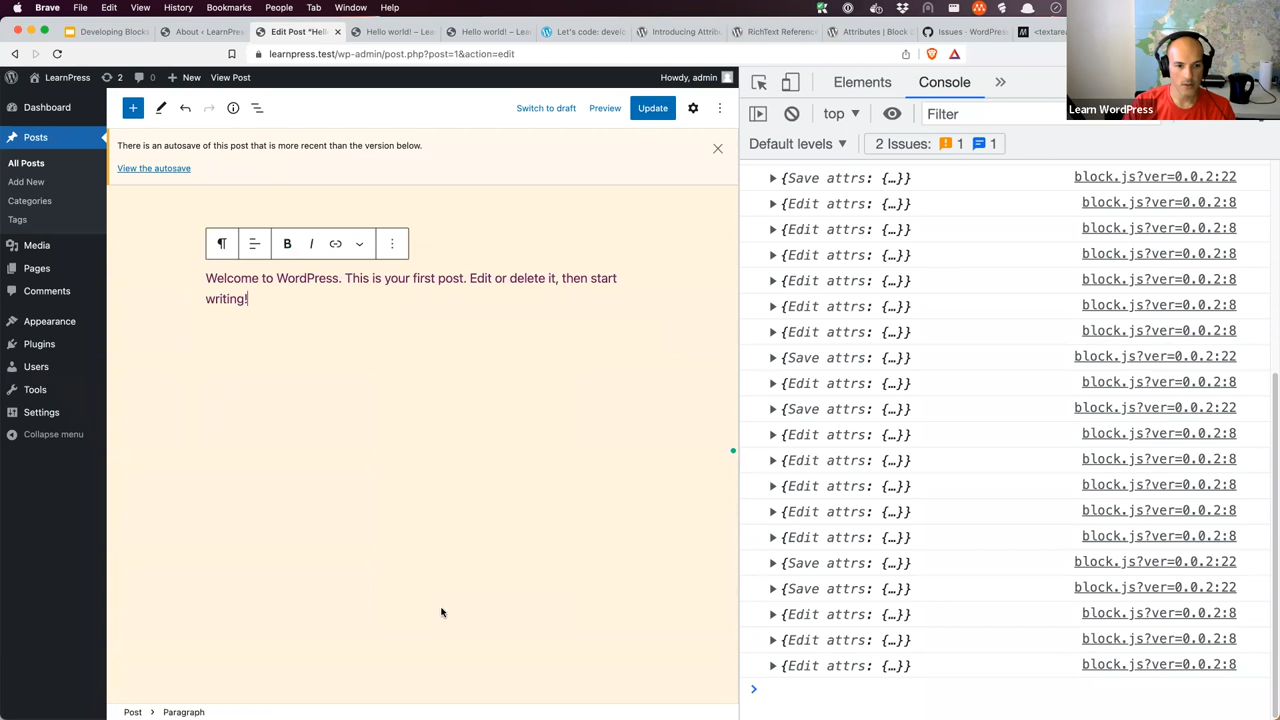 Brave File Edit View History Bookmarks People Tab Window Help
Developing Blocks
About ‹ LearnPres
Edit Post “Hello
Hello world! – Lea
Hello world! – Lea
Let's code: develo
Introducing Attribu
RichText Reference
Attributes | Block
Issues · WordPress
<textarea
learnpress.test/wp-admin/post.php?post=1&action=edit
LearnPress 2 0 New View Post Howdy, admin
Elements Console »
Learn WordPress
Dashboard
Posts
All Posts
Add New
Categories
Tags
Media
Pages
Comments
Appearance
Plugins
Users
Tools
Settings
Collapse menu
Switch to draft Preview Update
There is an autosave of this post that is more recent than the version below.
View the autosave
B I
Welcome to WordPress. This is your first post. Edit or delete it, then start
writing!
Post > Paragraph
top ▼ Filter
Default levels ▼ 2 Issues: 1 1
▶ {Save attrs: {…}} block.js?ver=0.0.2:22
▶ {Edit attrs: {…}} block.js?ver=0.0.2:8
▶ {Edit attrs: {…}} block.js?ver=0.0.2:8
▶ {Edit attrs: {…}} block.js?ver=0.0.2:8
▶ {Edit attrs: {…}} block.js?ver=0.0.2:8
▶ {Edit attrs: {…}} block.js?ver=0.0.2:8
▶ {Edit attrs: {…}} block.js?ver=0.0.2:8
▶ {Save attrs: {…}} block.js?ver=0.0.2:22
▶ {Edit attrs: {…}} block.js?ver=0.0.2:8
▶ {Save attrs: {…}} block.js?ver=0.0.2:22
▶ {Edit attrs: {…}} block.js?ver=0.0.2:8
▶ {Edit attrs: {…}} block.js?ver=0.0.2:8
▶ {Edit attrs: {…}} block.js?ver=0.0.2:8
▶ {Edit attrs: {…}} block.js?ver=0.0.2:8
▶ {Edit attrs: {…}} block.js?ver=0.0.2:8
▶ {Save attrs: {…}} block.js?ver=0.0.2:22
▶ {Save attrs: {…}} block.js?ver=0.0.2:22
▶ {Edit attrs: {…}} block.js?ver=0.0.2:8
▶ {Edit attrs: {…}} block.js?ver=0.0.2:8
▶ {Edit attrs: {…}} block.js?ver=0.0.2:8